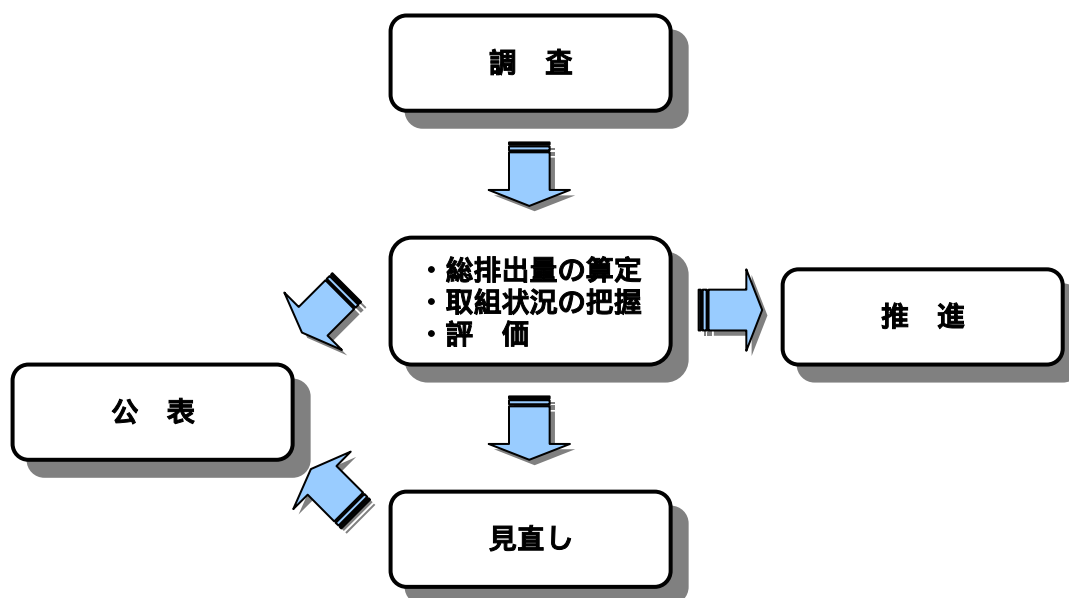 調　査
・総排出量の算定
・取組状況の把握
・評　価
推　進
公　表
見直し